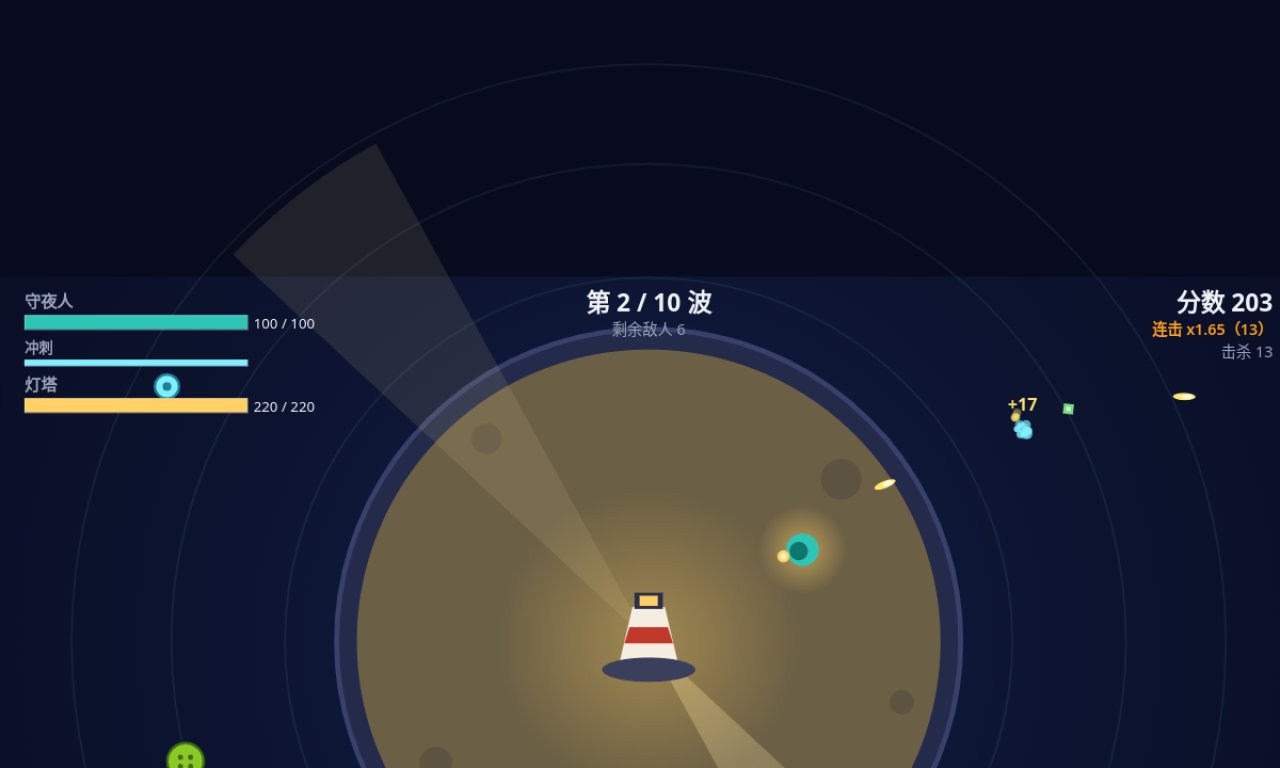 守夜人
100 / 100
冲刺
灯塔
220 / 220
第 2 / 10 波
剩余敌人 6
分数 203
连击 x1.65（13）
击杀 13
+17